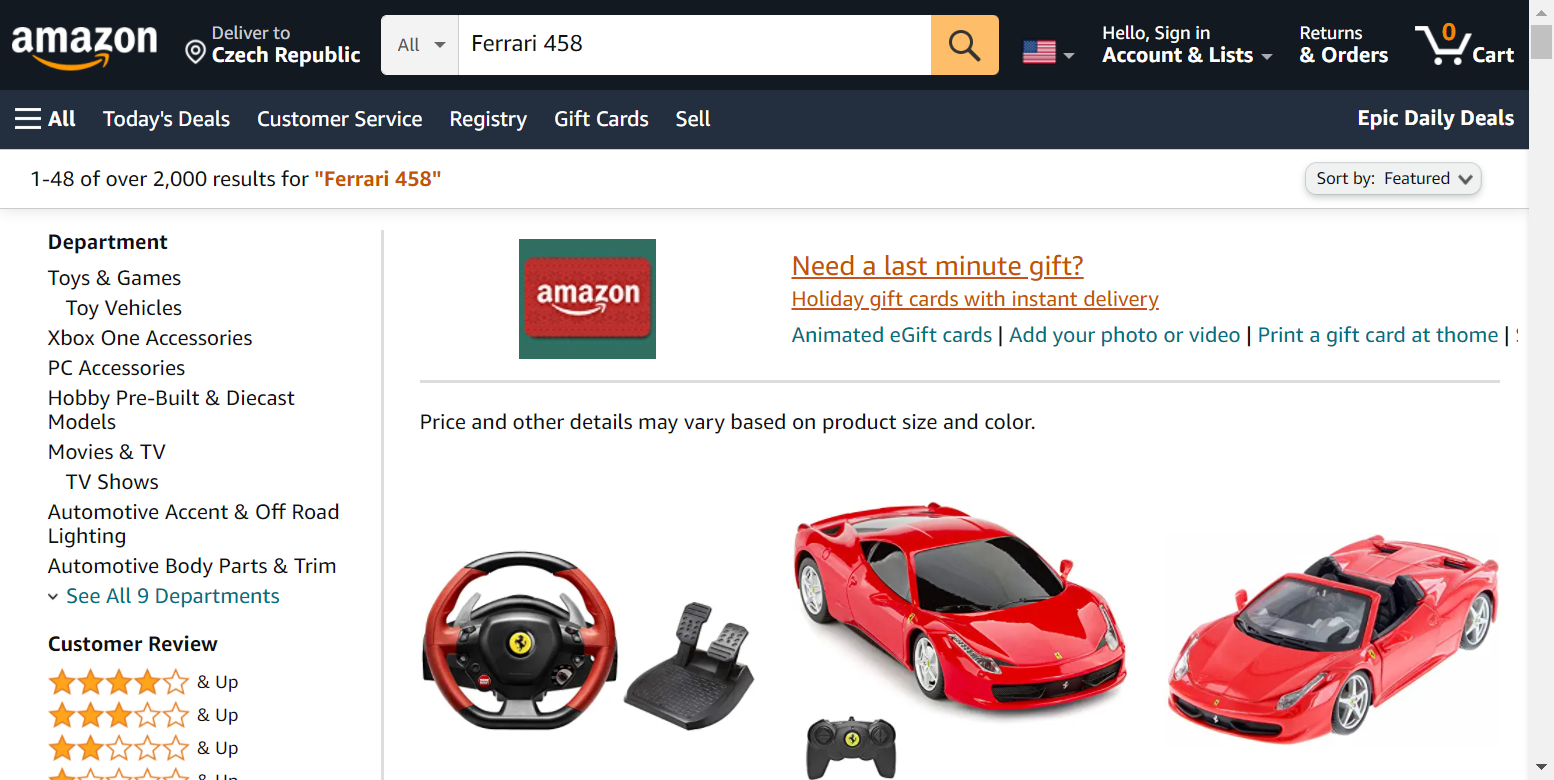 amazon
Deliver to
Czech Republic
All
Ferrari 458
Hello, Sign in
Account & Lists
Returns
& Orders
0
Cart
All
Today's Deals
Customer Service
Registry
Gift Cards
Sell
Epic Daily Deals
1-48 of over 2,000 results for "Ferrari 458"
Sort by: Featured
Department
Toys & Games
Toy Vehicles
Xbox One Accessories
PC Accessories
Hobby Pre-Built & Diecast
Models
Movies & TV
TV Shows
Automotive Accent & Off Road
Lighting
Automotive Body Parts & Trim
See All 9 Departments
Customer Review
& Up
& Up
& Up
& Up
amazon
Need a last minute gift?
Holiday gift cards with instant delivery
Animated eGift cards | Add your photo or video | Print a gift card at thome |
Price and other details may vary based on product size and color.